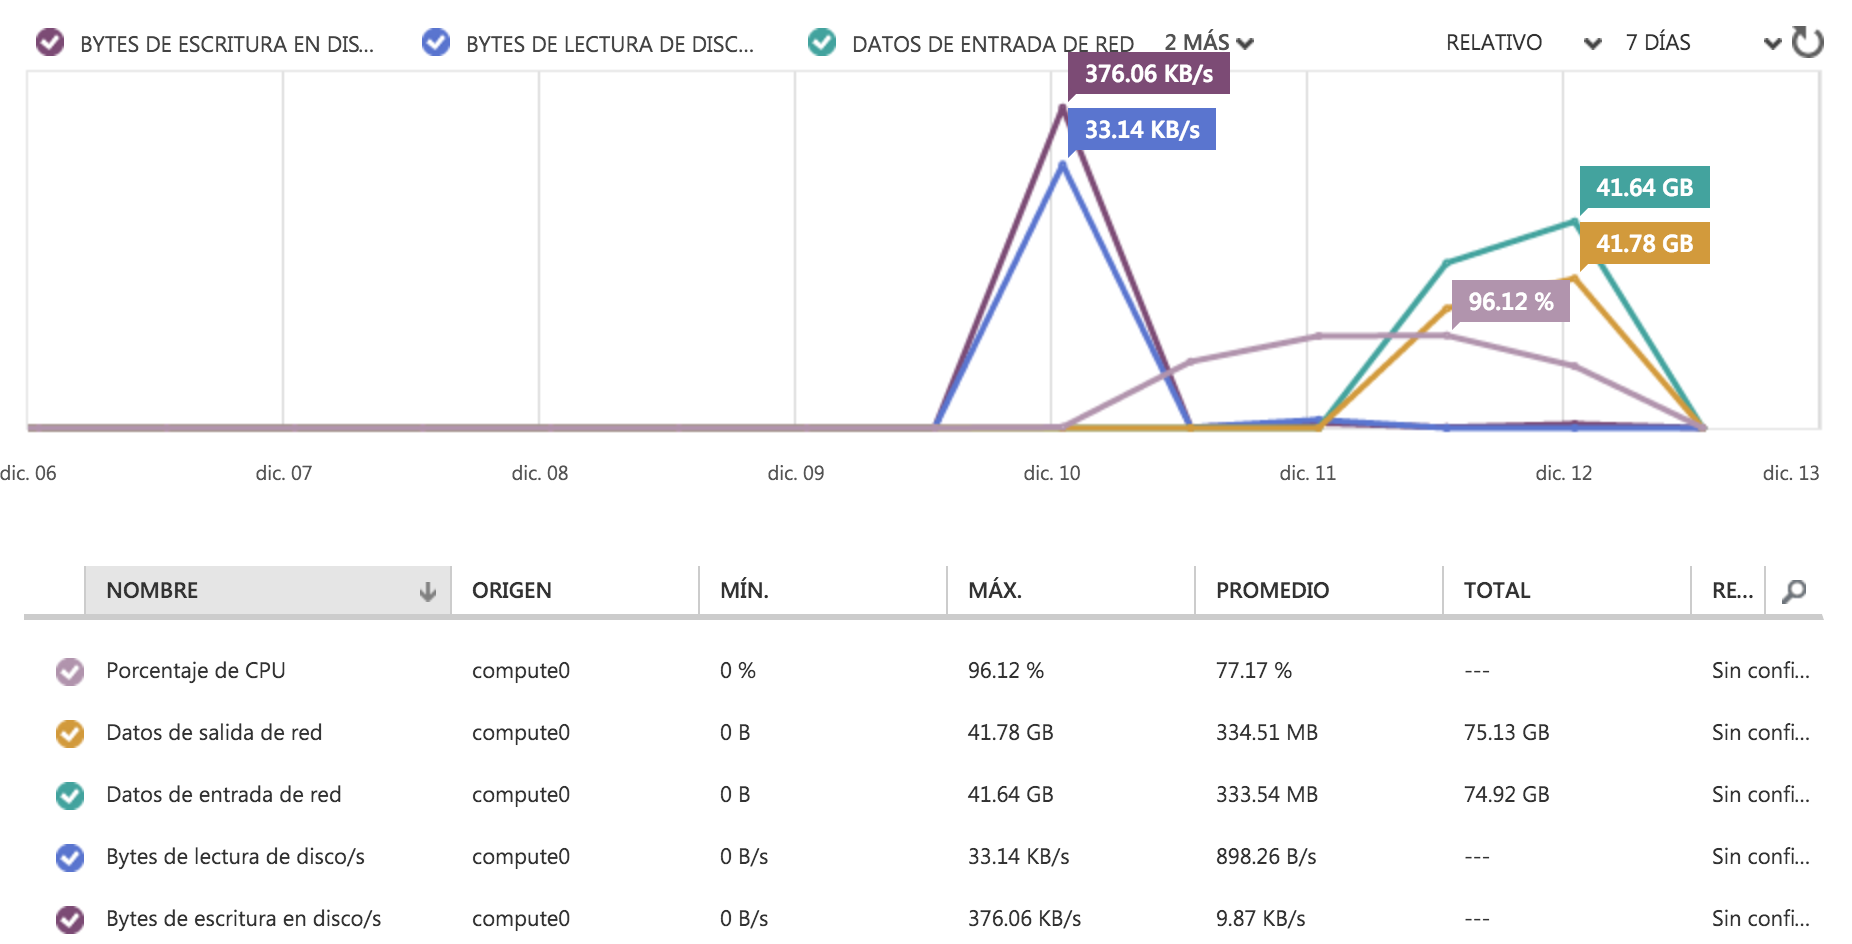 BYTES DE ESCRITURA EN DIS... BYTES DE LECTURA DE DISC... DATOS DE ENTRADA DE RED 2 MÁS RELATIVO 7 DÍAS
376.06 KB/s
33.14 KB/s
41.64 GB
41.78 GB
96.12 %
dic. 06 dic. 07 dic. 08 dic. 09 dic. 10 dic. 11 dic. 12 dic. 13
NOMBRE ORIGEN MÍN. MÁX. PROMEDIO TOTAL RE...
Porcentaje de CPU compute0 0 % 96.12 % 77.17 % --- Sin confi...
Datos de salida de red compute0 0 B 41.78 GB 334.51 MB 75.13 GB Sin confi...
Datos de entrada de red compute0 0 B 41.64 GB 333.54 MB 74.92 GB Sin confi...
Bytes de lectura de disco/s compute0 0 B/s 33.14 KB/s 898.26 B/s --- Sin confi...
Bytes de escritura en disco/s compute0 0 B/s 376.06 KB/s 9.87 KB/s --- Sin confi...